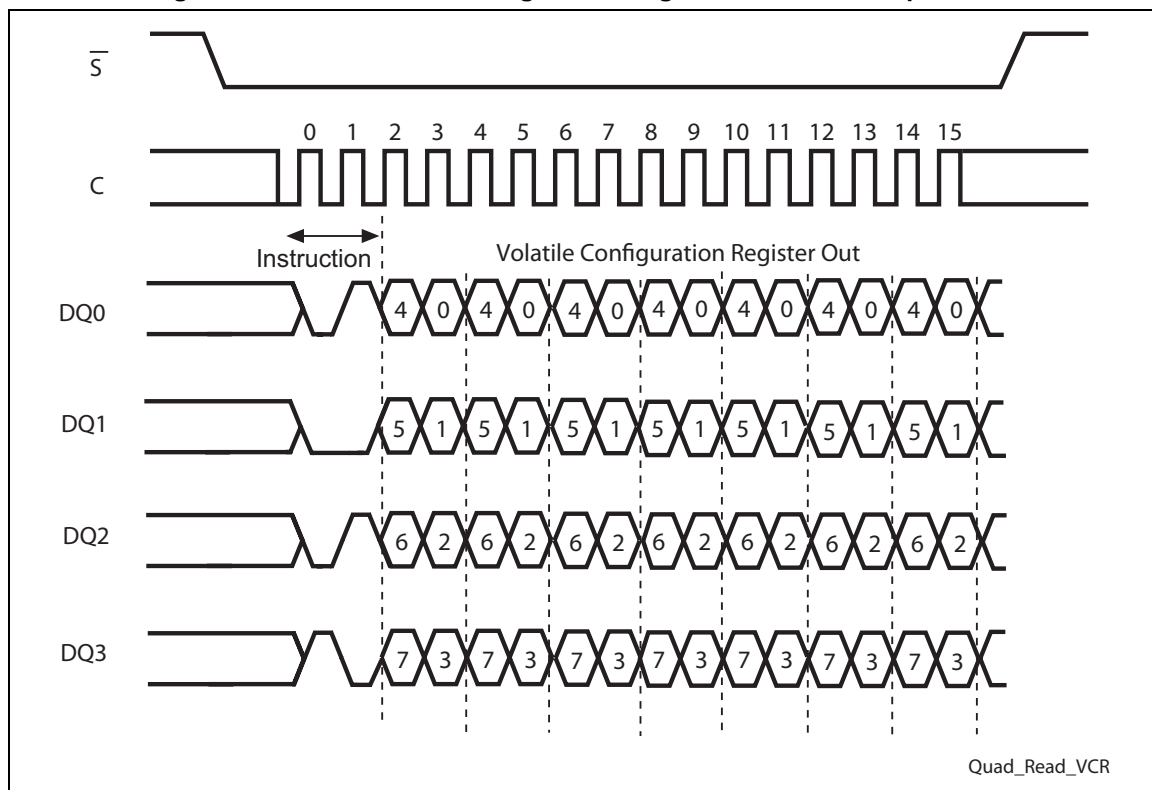 S
0 1 2 3 4 5 6 7 8 9 10 11 12 13 14 15
C
Instruction
Volatile Configuration Register Out
DQ0 4 0 4 0 4 0 4 0 4 0 4 0 4 0
DQ1 5 1 5 1 5 1 5 1 5 1 5 1 5 1
DQ2 6 2 6 2 6 2 6 2 6 2 6 2 6 2
DQ3 7 3 7 3 7 3 7 3 7 3 7 3 7 3
Quad_Read_VCR